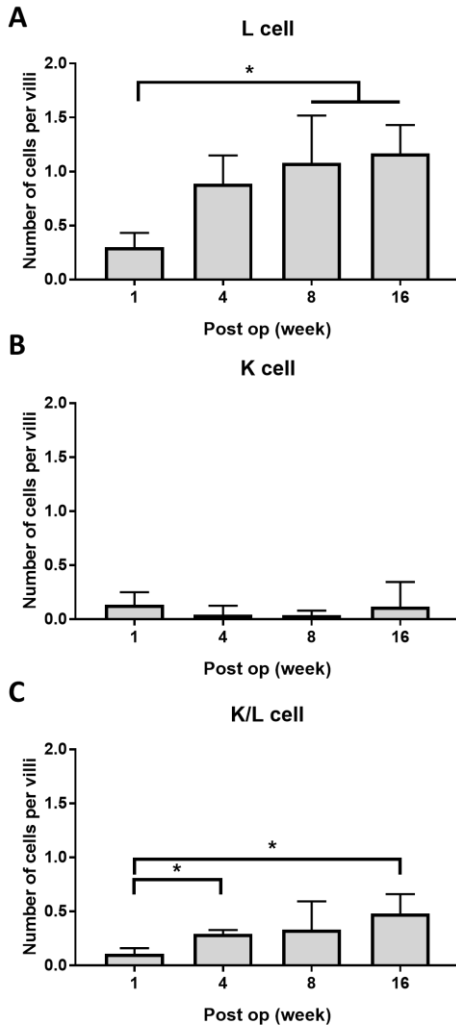 A
L cell
Number of cells per villi
2.0
1.5
1.0
0.5
0.0
*
1 4 8 16
Post op (week)
B
K cell
Number of cells per villi
2.0
1.5
1.0
0.5
0.0
1 4 8 16
Post op (week)
C
K/L cell
Number of cells per villi
2.0
1.5
1.0
0.5
0.0
*
*
1 4 8 16
Post op (week)